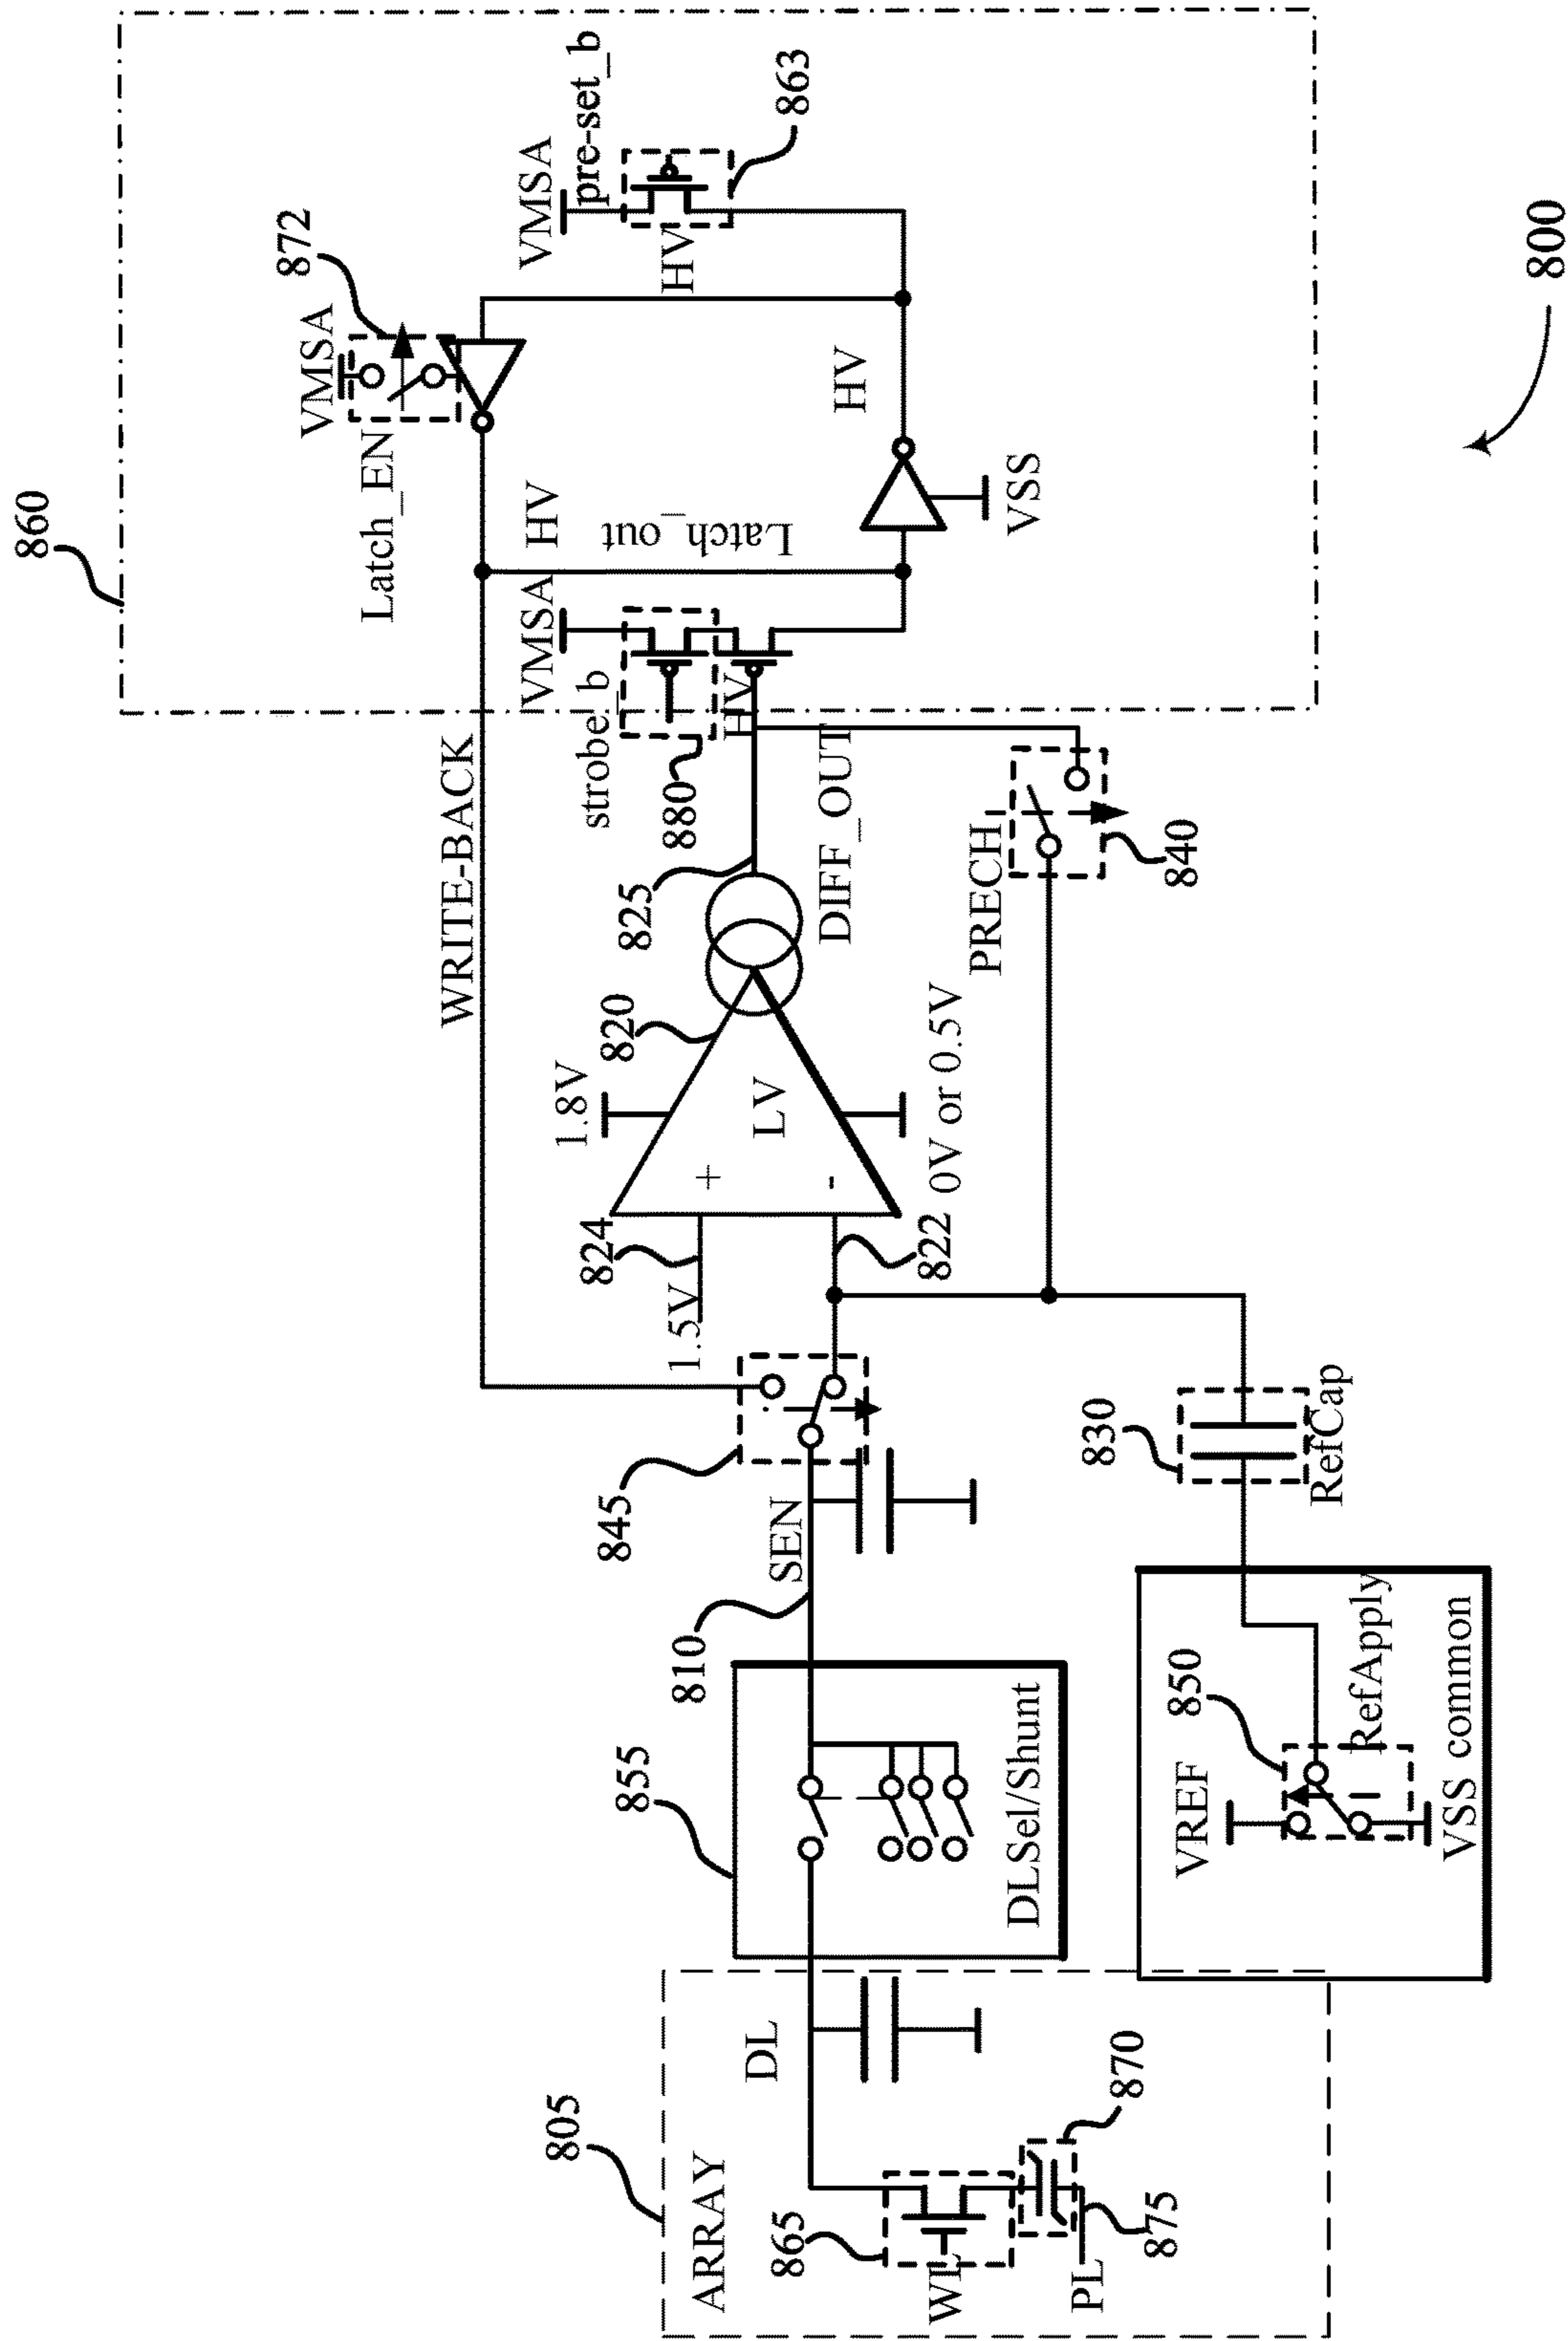 860
VMSA
872
Latch_EN
VMSA
pre-set_b
HV
863
HV
Latch_out
HV
VSS
WRITE-BACK
VMSA
strobe_b
880
HV
825
DIFF_OUT
PRECH
840
820
1.8V
LV
+
-
0V or 0.5V
824
1.5V
822
845
SEN
810
830
RefCap
855
DLSel/Shunt
850
VREF
RefApply
VSS common
805
ARRAY
DL
865
WL
870
PL
875
800